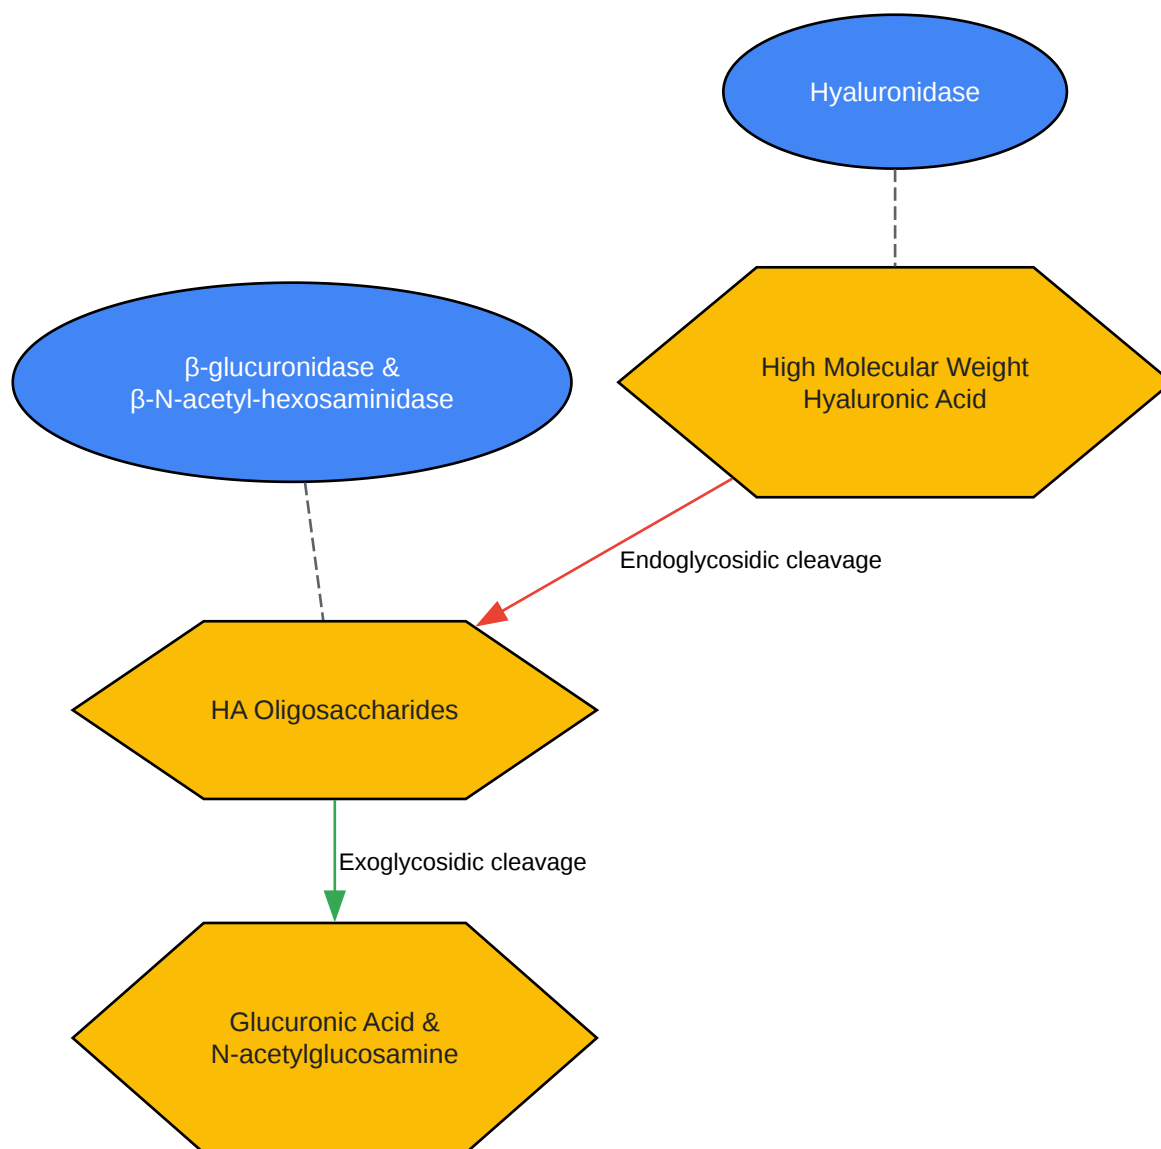 Hyaluronidase
High Molecular Weight
Hyaluronic Acid
β-glucuronidase &
β-N-acetyl-hexosaminidase
Endoglycosidic cleavage
HA Oligosaccharides
Exoglycosidic cleavage
Glucuronic Acid &
N-acetylglucosamine